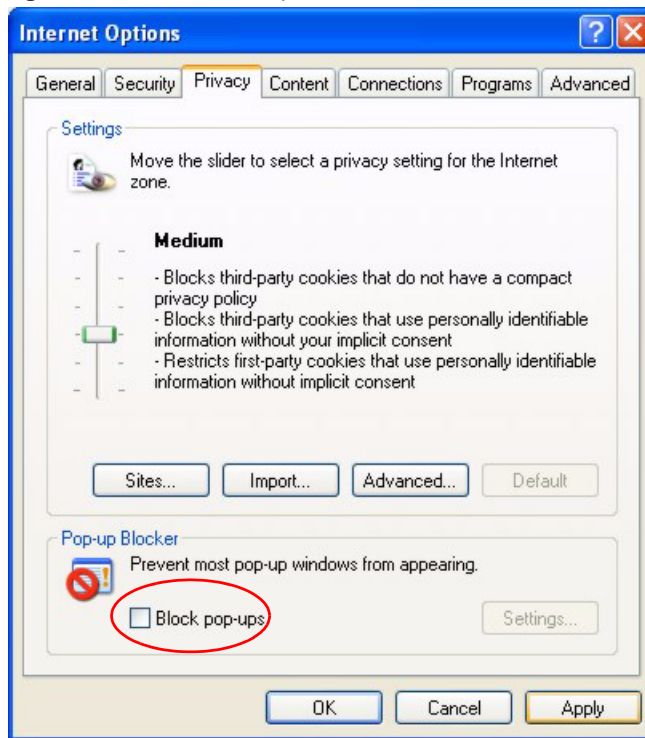 Internet Options
General Security Privacy Content Connections Programs Advanced
Settings
Move the slider to select a privacy setting for the Internet
zone.
Medium
- Blocks third-party cookies that do not have a compact
privacy policy
- Blocks third-party cookies that use personally identifiable
information without your implicit consent
- Restricts first-party cookies that use personally identifiable
information without implicit consent
Sites... Import... Advanced... Default
Pop-up Blocker
Prevent most pop-up windows from appearing.
Block pop-ups
Settings...
OK Cancel Apply